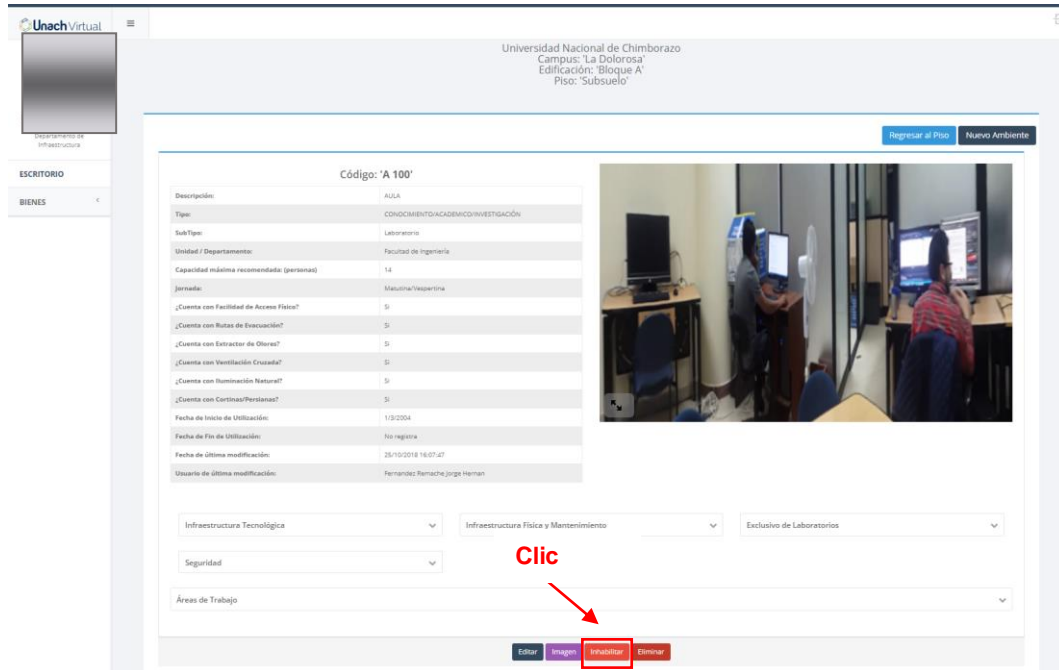 Unach Virtual
Universidad Nacional de Chimborazo
Campus: 'La Dolorosa'
Edificación: 'Bloque A'
Piso: 'Subsuelo'
Departamento de
Infraestructura
ESCRITORIO
BIENES
Regresar al Piso Nuevo Ambiente
Código: 'A 100'
Descripción: AULA
Tipo: CONOCIMIENTO/ACADEMICO/INVESTIGACIÓN
SubTipo: Laboratorio
Unidad / Departamento: Facultad de Ingeniería
Capacidad máxima recomendada: (personas) 14
Jornada: Matutina/Vespertina
¿Cuenta con Facilidad de Acceso Físico? Si
¿Cuenta con Rutas de Evacuación? Si
¿Cuenta con Extractor de Olores? Si
¿Cuenta con Ventilación Cruzada? Si
¿Cuenta con Iluminación Natural? Si
¿Cuenta con Cortinas/Persianas? Si
Fecha de Inicio de Utilización: 1/3/2004
Fecha de Fin de Utilización: No registra
Fecha de última modificación: 25/10/2018 16:07:47
Usuario de última modificación: Fernandez Remache Jorge Hernan
Infraestructura Tecnológica
Infraestructura Física y Mantenimiento
Exclusivo de Laboratorios
Seguridad
Clic
Áreas de Trabajo
Editar Imagen Inhabilitar Eliminar